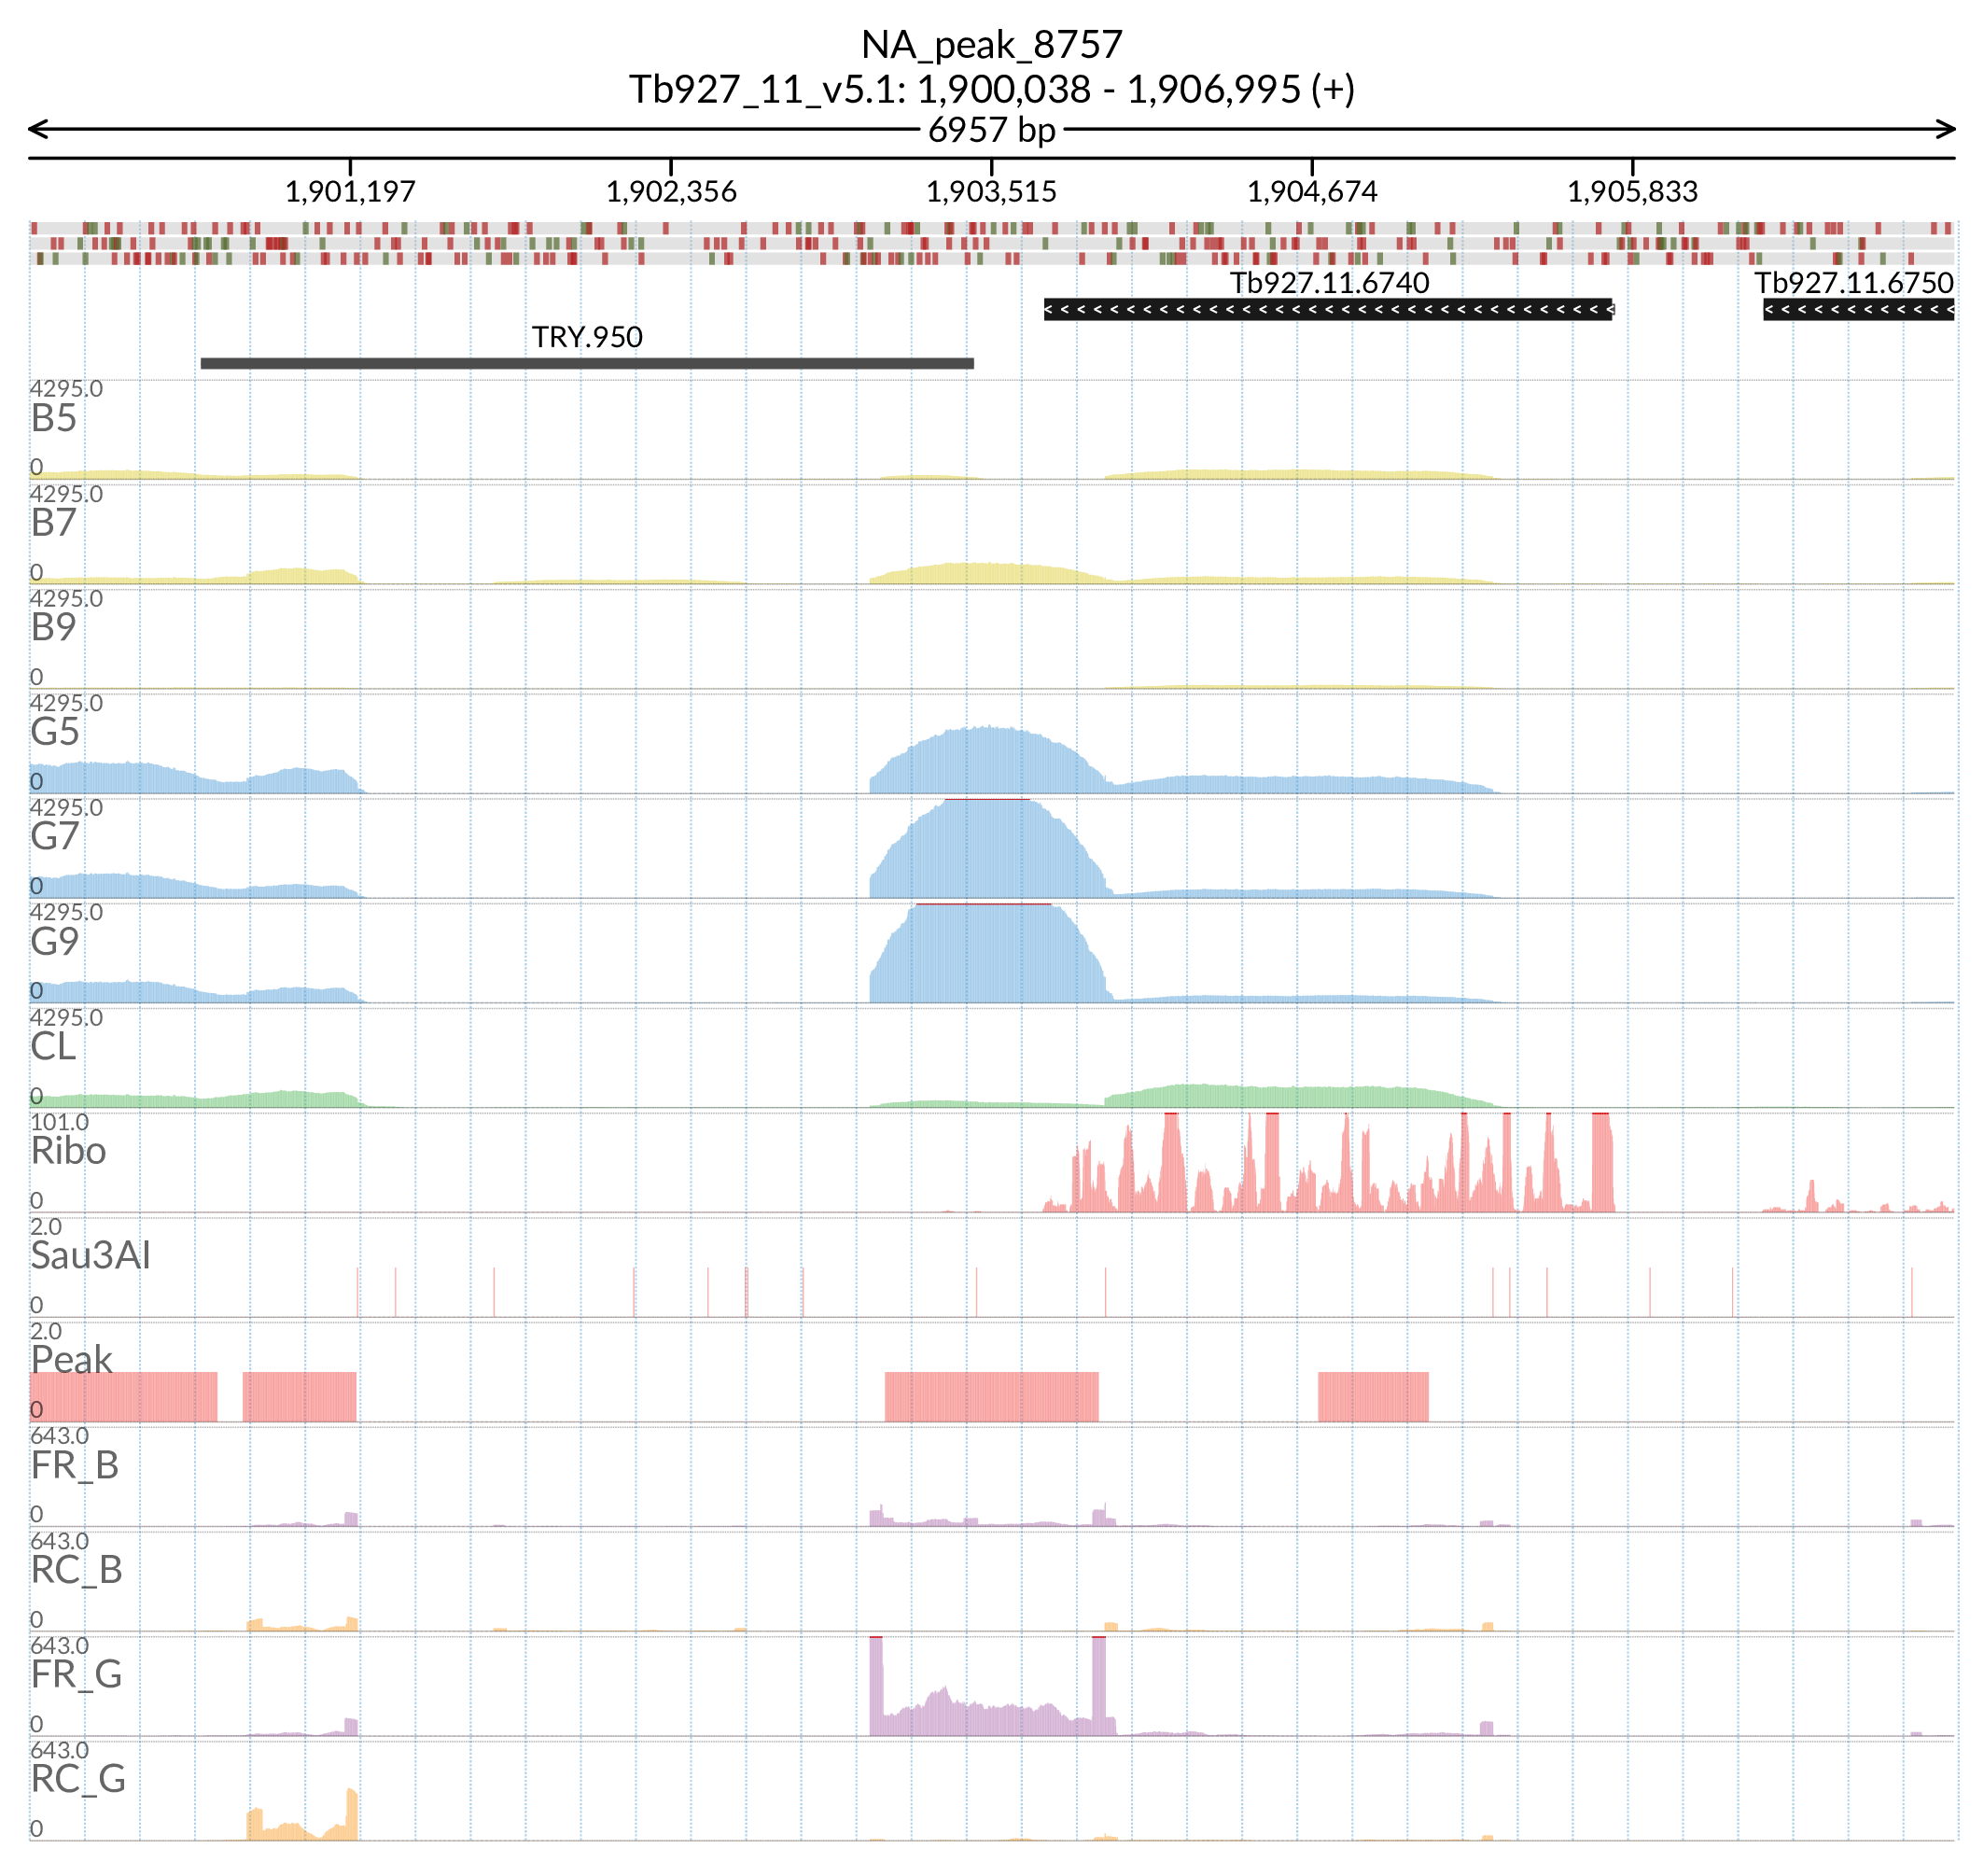 NA_peak_8757
Tb927_11_v5.1: 1,900,038 - 1,906,995 (+)
6957 bp
1,901,197 1,902,356 1,903,515 1,904,674 1,905,833
Tb927.11.6740 Tb927.11.6750
TRY.950
4295.0
B5
0
4295.0
B7
0
4295.0
B9
0
4295.0
G5
0
4295.0
G7
0
4295.0
G9
0
4295.0
CL
0
101.0
Ribo
0
2.0
Sau3AI
0
2.0
Peak
0
643.0
FR_B
0
643.0
RC_B
0
643.0
FR_G
0
643.0
RC_G
0